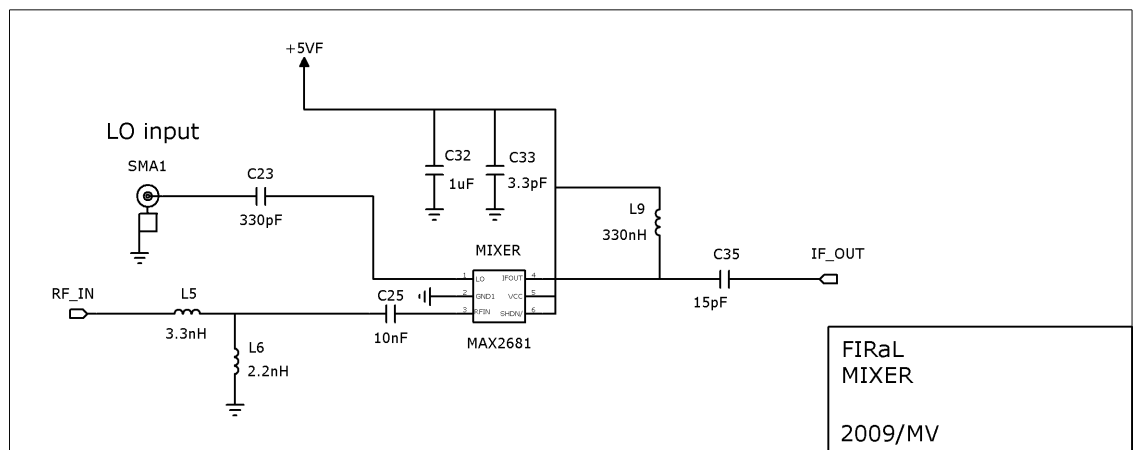 +5VF
LO input
SMA1
C23
330pF
C32
1uF
C33
3.3pF
L9
330nH
MIXER
C35
15pF
IF_OUT
1 LO IFOUT 4
2 GND1 VCC 5
3 RFIN SHDN/ 6
MAX2681
RF_IN
L5
3.3nH
C25
10nF
L6
2.2nH
FIRaL
MIXER
2009/MV